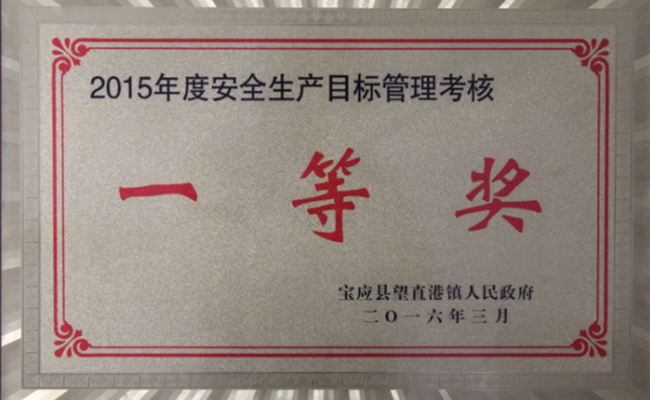 2015年度安全生产目标管理考核
一等奖
宝应县望直港镇人民政府
二〇一六年三月